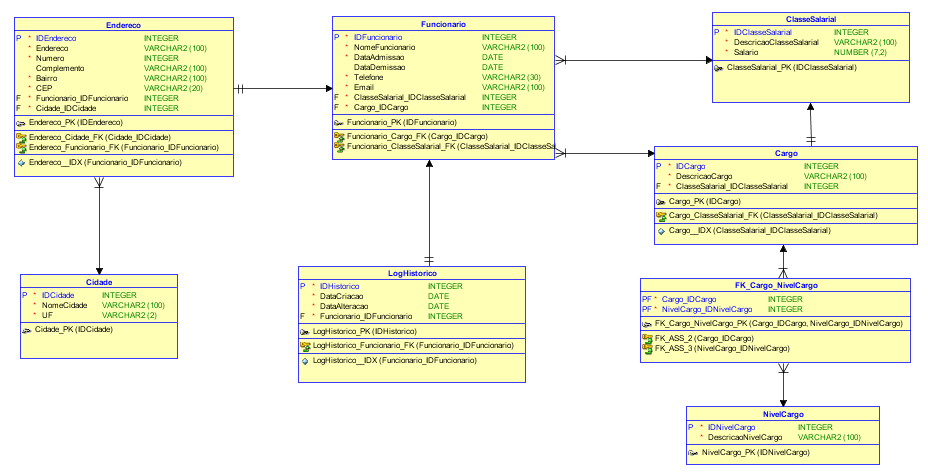 Endereco
P * IDEndereco INTEGER
* Endereco VARCHAR2 (100)
* Numero INTEGER
Complemento VARCHAR2 (100)
* Bairro VARCHAR2 (100)
* CEP VARCHAR2 (20)
F * Funcionario_IDFuncionario INTEGER
F * Cidade_IDCidade INTEGER
Endereco_PK (IDEndereco)
Endereco_Cidade_FK (Cidade_IDCidade)
Endereco_Funcionario_FK (Funcionario_IDFuncionario)
Endereco__IDX (Funcionario_IDFuncionario)
Funcionario
P * IDFuncionario INTEGER
* NomeFuncionario VARCHAR2 (100)
* DataAdmissao DATE
DataDemissao DATE
* Telefone VARCHAR2 (30)
* Email VARCHAR2 (100)
F * ClasseSalarial_IDClasseSalarial INTEGER
F * Cargo_IDCargo INTEGER
Funcionario_PK (IDFuncionario)
Funcionario_Cargo_FK (Cargo_IDCargo)
Funcionario_ClasseSalarial_FK (ClasseSalarial_IDClasseSal
ClasseSalarial
P * IDClasseSalarial INTEGER
* DescricaoClasseSalarial VARCHAR2 (100)
* Salario NUMBER (7,2)
ClasseSalarial_PK (IDClasseSalarial)
Cargo
P * IDCargo INTEGER
* DescricaoCargo VARCHAR2 (100)
F * ClasseSalarial_IDClasseSalarial INTEGER
Cargo_PK (IDCargo)
Cargo_ClasseSalarial_FK (ClasseSalarial_IDClasseSalarial)
Cargo__IDX (ClasseSalarial_IDClasseSalarial)
Cidade
P * IDCidade INTEGER
* NomeCidade VARCHAR2 (100)
* UF VARCHAR2 (2)
Cidade_PK (IDCidade)
LogHistorico
P * IDHistorico INTEGER
* DataCriacao DATE
* DataAlteracao DATE
F * Funcionario_IDFuncionario INTEGER
LogHistorico_PK (IDHistorico)
LogHistorico_Funcionario_FK (Funcionario_IDFuncionario)
LogHistorico__IDX (Funcionario_IDFuncionario)
FK_Cargo_NivelCargo
PF * Cargo_IDCargo INTEGER
PF * NivelCargo_IDNivelCargo INTEGER
FK_Cargo_NivelCargo_PK (Cargo_IDCargo, NivelCargo_IDNivelCargo)
FK_ASS_2 (Cargo_IDCargo)
FK_ASS_3 (NivelCargo_IDNivelCargo)
NivelCargo
P * IDNivelCargo INTEGER
* DescricaoNivelCargo VARCHAR2 (100)
NivelCargo_PK (IDNivelCargo)